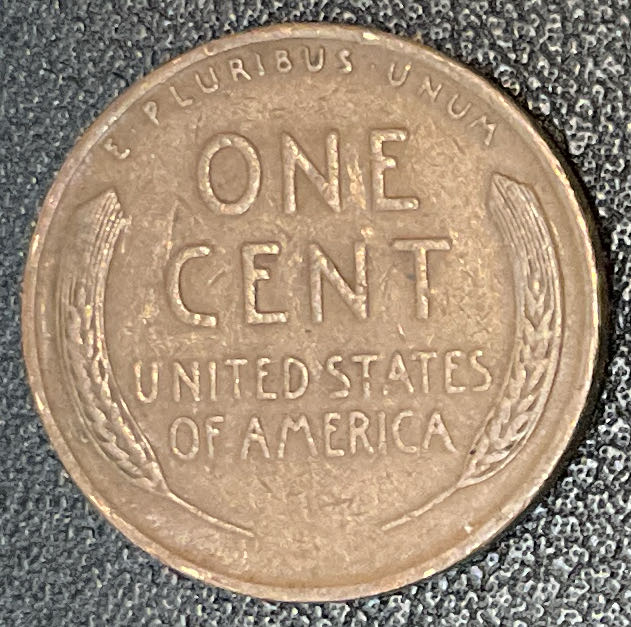 E · PLURIBUS · UNUM
ONE
CENT
UNITED STATES
OF AMERICA